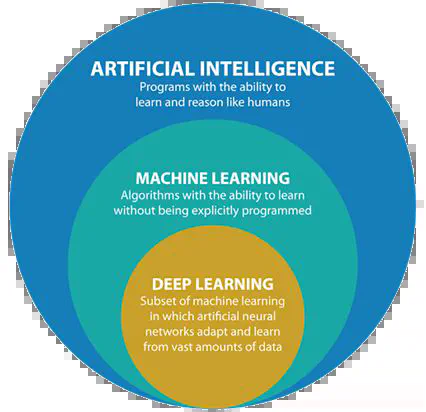 ARTIFICIAL INTELLIGENCE
Programs with the ability to
learn and reason like humans
MACHINE LEARNING
Algorithms with the ability to learn
without being explicitly programmed
DEEP LEARNING
Subset of machine learning
in which artificial neural
networks adapt and learn
from vast amounts of data